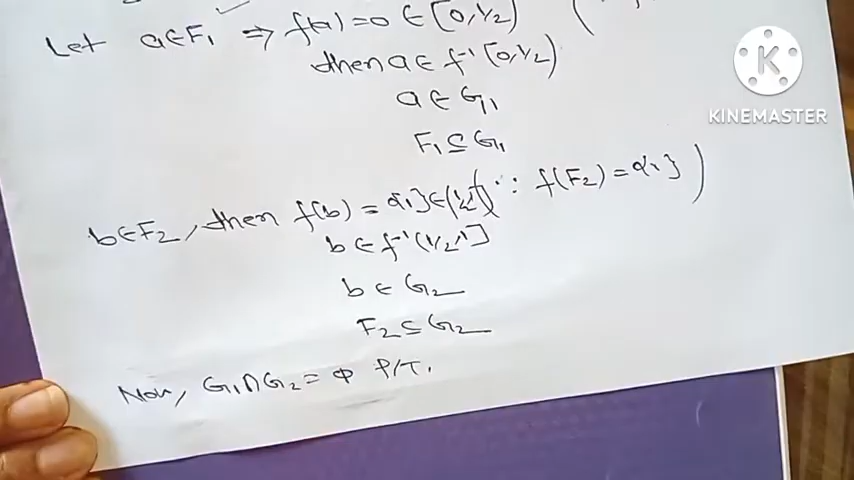 Let a∈F₁ ⇒ f(a)=0 ∈ [0,1/2) (
then a ∈ f⁻¹[0,1/2)
a ∈ G₁
F₁ ⊆ G₁
b∈F₂, then f(b) = {1} ∈ (1/2,1] ∵ f(F₂) = {1})
b ∈ f⁻¹(1/2,1]
b ∈ G₂
F₂ ⊆ G₂
Now, G₁∩G₂ = φ P/T.
KINEMASTER